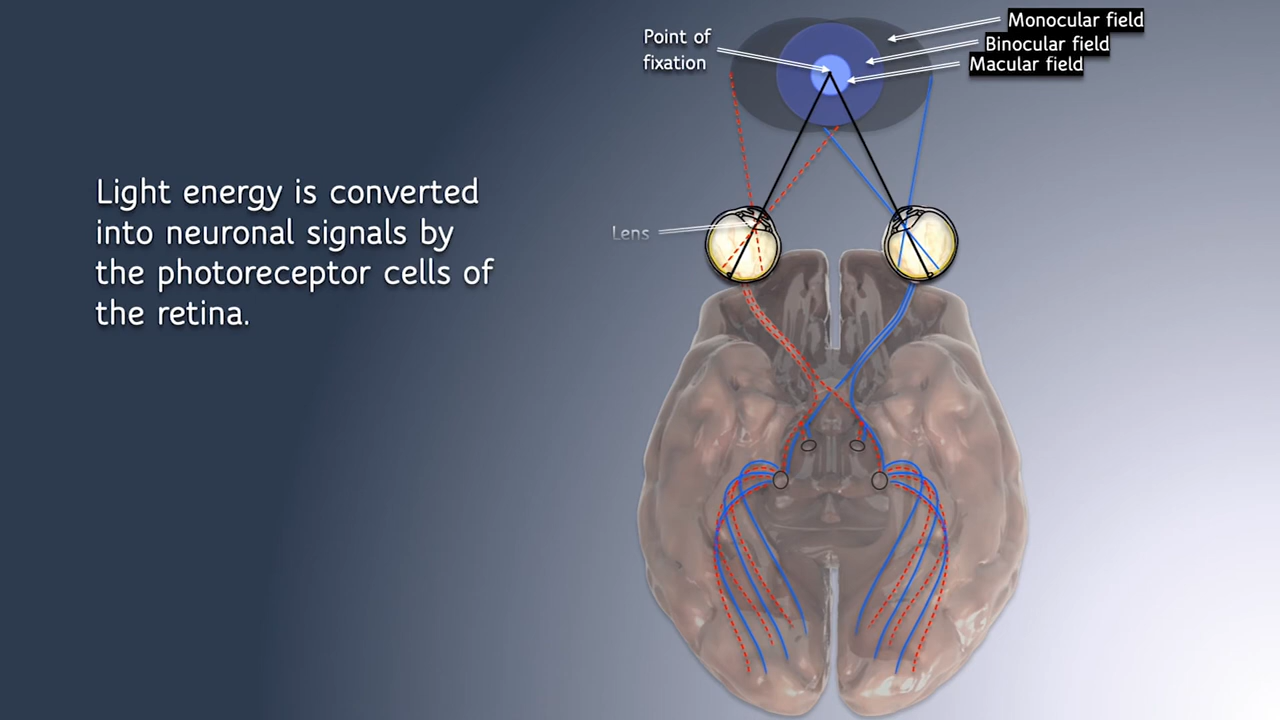 Light energy is converted
into neuronal signals by
the photoreceptor cells of
the retina.
Point of
fixation
Monocular field
Binocular field
Macular field
Lens